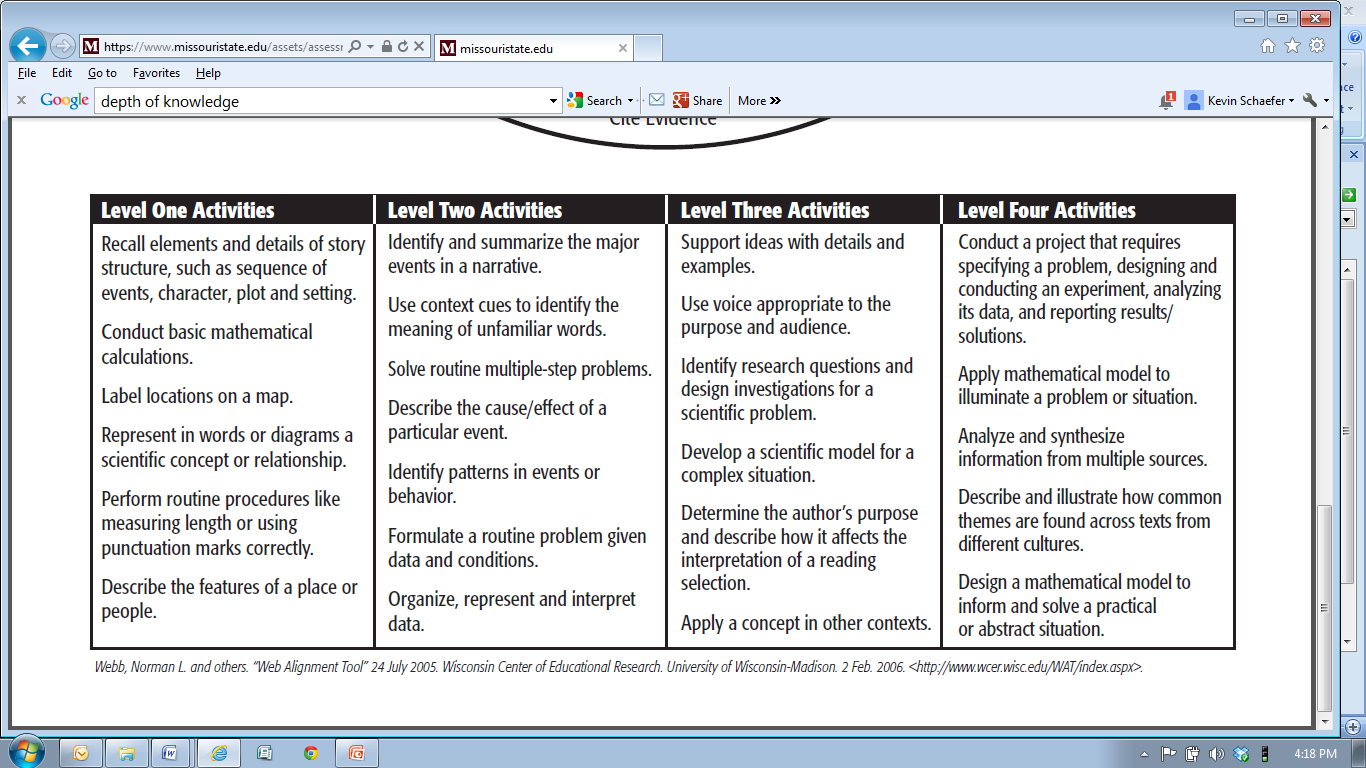 https://www.missouristate.edu/assets/assessm
missouristate.edu
File Edit Go to Favorites Help
x Google depth of knowledge Search Share More »
1 Kevin Schaefer
Cite Evidence
Level One Activities
Recall elements and details of story
structure, such as sequence of
events, character, plot and setting.
Conduct basic mathematical
calculations.
Label locations on a map.
Represent in words or diagrams a
scientific concept or relationship.
Perform routine procedures like
measuring length or using
punctuation marks correctly.
Describe the features of a place or
people.
Level Two Activities
Identify and summarize the major
events in a narrative.
Use context cues to identify the
meaning of unfamiliar words.
Solve routine multiple-step problems.
Describe the cause/effect of a
particular event.
Identify patterns in events or
behavior.
Formulate a routine problem given
data and conditions.
Organize, represent and interpret
data.
Level Three Activities
Support ideas with details and
examples.
Use voice appropriate to the
purpose and audience.
Identify research questions and
design investigations for a
scientific problem.
Develop a scientific model for a
complex situation.
Determine the author's purpose
and describe how it affects the
interpretation of a reading
selection.
Apply a concept in other contexts.
Level Four Activities
Conduct a project that requires
specifying a problem, designing and
conducting an experiment, analyzing
its data, and reporting results/
solutions.
Apply mathematical model to
illuminate a problem or situation.
Analyze and synthesize
information from multiple sources.
Describe and illustrate how common
themes are found across texts from
different cultures.
Design a mathematical model to
inform and solve a practical
or abstract situation.
Webb, Norman L. and others. "Web Alignment Tool" 24 July 2005. Wisconsin Center of Educational Research. University of Wisconsin-Madison. 2 Feb. 2006. <http://www.wcer.wisc.edu/WAT/index.aspx>.
4:18 PM